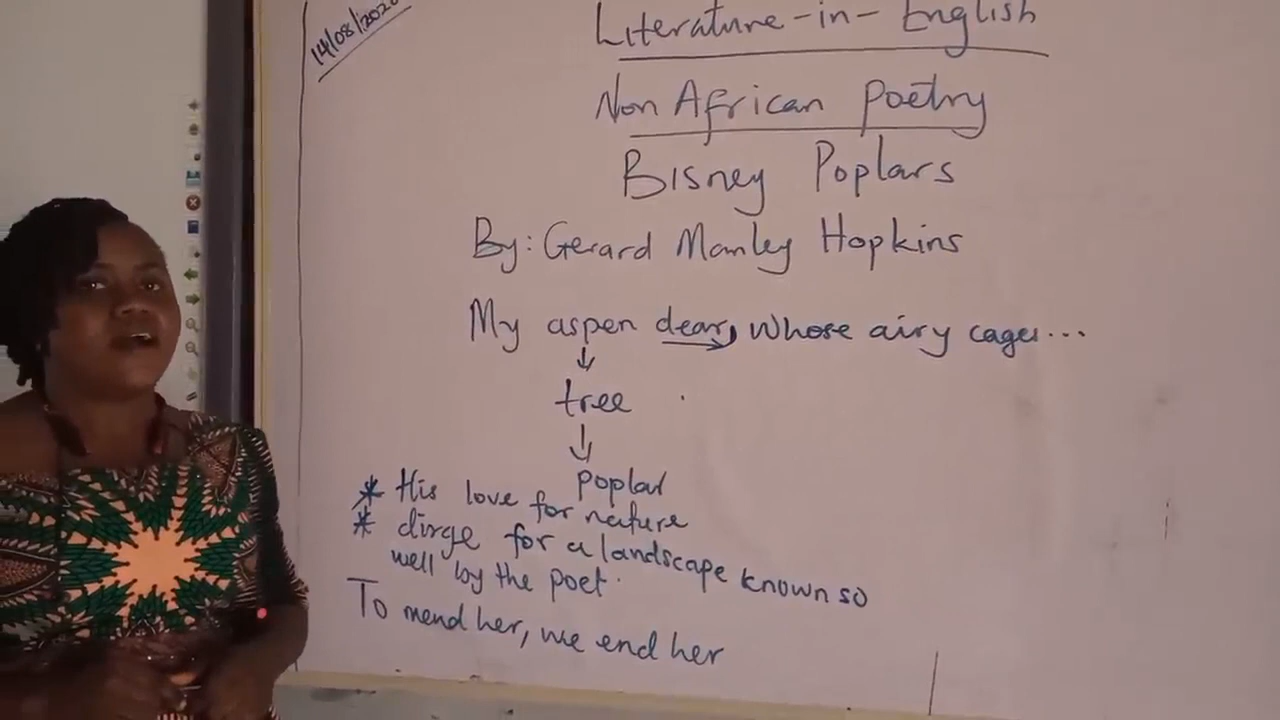 14/08/2020
Literature-in-English
Non African Poetry
Bisney Poplars
By: Gerard Manley Hopkins
My aspen dear, whose airy cages...
↓
tree
↓
poplar
* His love for nature
* dirge for a landscape known so
well by the poet.
To mend her, we end her